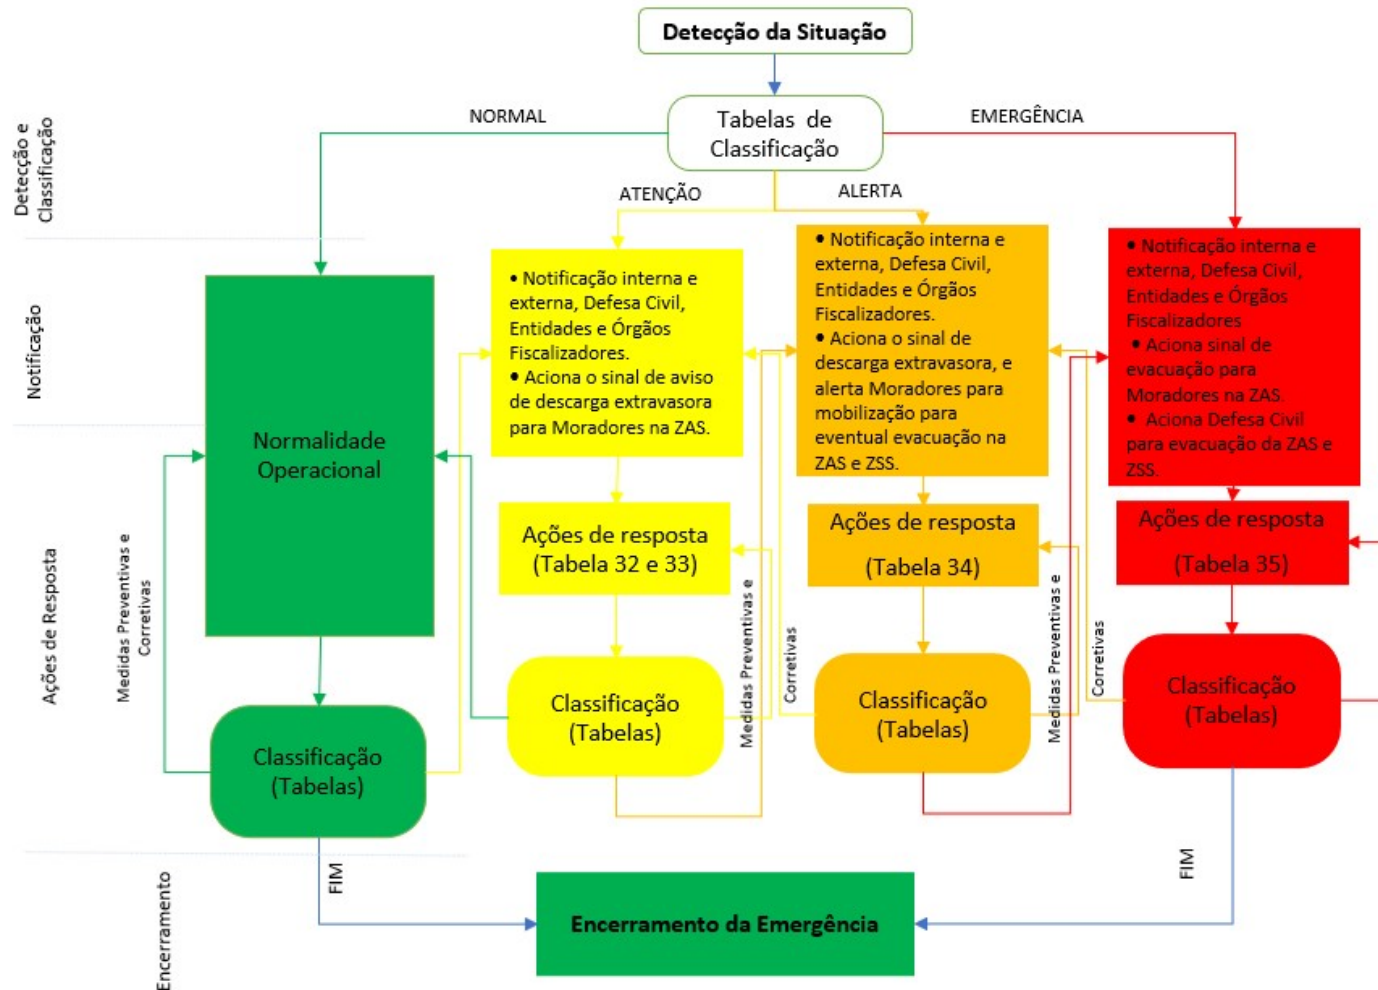 Detecção da Situação
Tabelas de
Classificação
NORMAL
EMERGÊNCIA
ATENÇÃO
ALERTA
Detecção e
Classificação
Notificação
Ações de Resposta
Encerramento
Normalidade
Operacional
Medidas Preventivas e
Corretivas
Classificação
(Tabelas)
• Notificação interna e
externa, Defesa Civil,
Entidades e Órgãos
Fiscalizadores.
• Aciona o sinal de aviso
de descarga extravasora
para Moradores na ZAS.
Ações de resposta
(Tabela 32 e 33)
Classificação
(Tabelas)
Medidas Preventivas e
Corretivas
• Notificação interna e
externa, Defesa Civil,
Entidades e Órgãos
Fiscalizadores.
• Aciona o sinal de
descarga extravasora, e
alerta Moradores para
mobilização para
eventual evacuação na
ZAS e ZSS.
Ações de resposta
(Tabela 34)
Classificação
(Tabelas)
Medidas Preventivas e
Corretivas
• Notificação interna e
externa, Defesa Civil,
Entidades e Órgãos
Fiscalizadores
• Aciona sinal de
evacuação para
Moradores na ZAS.
• Aciona Defesa Civil
para evacuação da ZAS e
ZSS.
Ações de resposta
(Tabela 35)
Classificação
(Tabelas)
FIM
FIM
Encerramento da Emergência